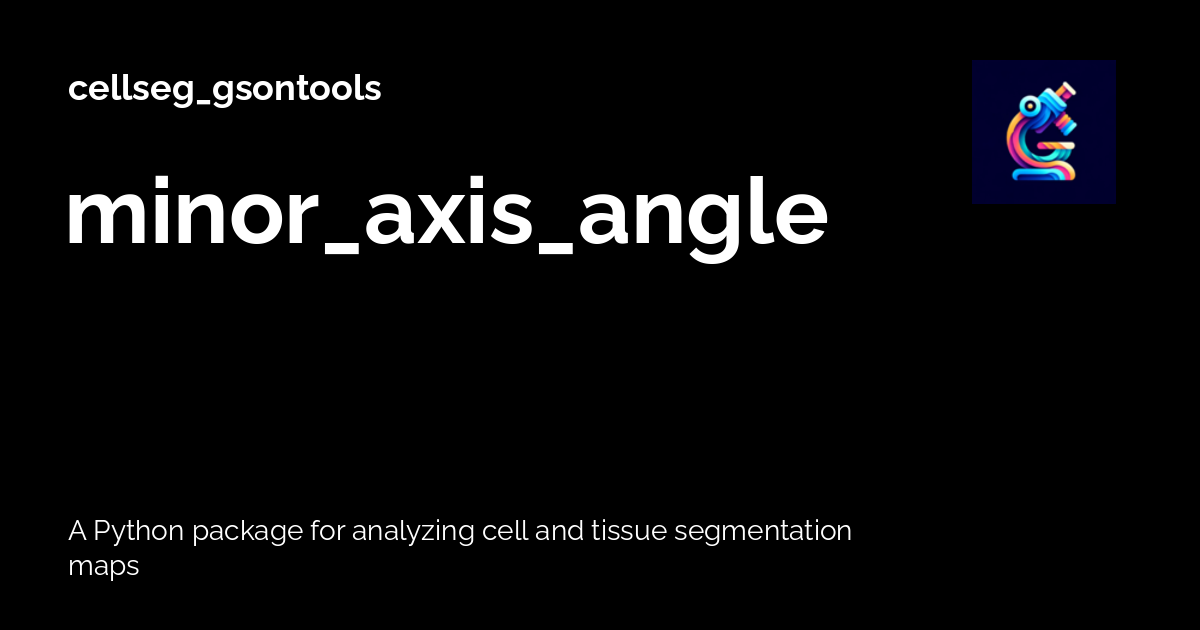 cellseg_gsontools
minor_axis_angle
A Python package for analyzing cell and tissue segmentation
maps